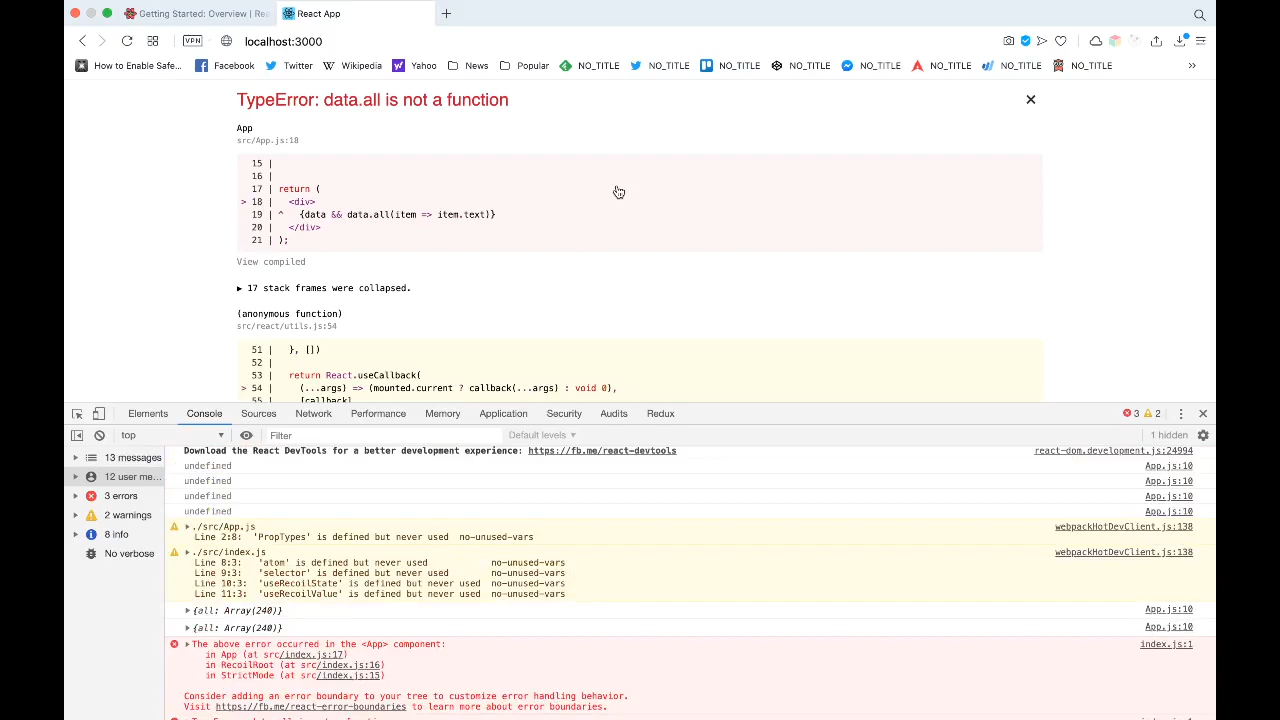 Getting Started: Overview | Rea
React App
VPN
localhost:3000
How to Enable Safe...
Facebook
Twitter
Wikipedia
Yahoo
News
Popular
NO_TITLE
NO_TITLE
NO_TITLE
NO_TITLE
NO_TITLE
NO_TITLE
NO_TITLE
NO_TITLE
TypeError: data.all is not a function
App
src/App.js:18
15 |
16 |
17 | return (
> 18 |   <div>
19 | ^   {data && data.all(item => item.text)}
20 |   </div>
21 | );
View compiled
▶ 17 stack frames were collapsed.
(anonymous function)
src/react/utils.js:54
51 |   }, [])
52 |
53 |   return React.useCallback(
> 54 |     (...args) => (mounted.current ? callback(...args) : void 0),
55 |     [callback]
Elements Console Sources Network Performance Memory Application Security Audits Redux
3 2
top
Filter
Default levels ▾
1 hidden
13 messages
12 user me...
3 errors
2 warnings
8 info
No verbose
Download the React DevTools for a better development experience: https://fb.me/react-devtools react-dom.development.js:24994
undefined App.js:10
undefined App.js:10
undefined App.js:10
undefined App.js:10
▶./src/App.js webpackHotDevClient.js:138
Line 2:8: 'PropTypes' is defined but never used no-unused-vars
▶./src/index.js webpackHotDevClient.js:138
Line 8:3: 'atom' is defined but never used no-unused-vars
Line 9:3: 'selector' is defined but never used no-unused-vars
Line 10:3: 'useRecoilState' is defined but never used no-unused-vars
Line 11:3: 'useRecoilValue' is defined but never used no-unused-vars
▶{all: Array(240)} App.js:10
▶{all: Array(240)} App.js:10
▶The above error occurred in the <App> component: index.js:1
in App (at src/index.js:17)
in RecoilRoot (at src/index.js:16)
in StrictMode (at src/index.js:15)
Consider adding an error boundary to your tree to customize error handling behavior.
Visit https://fb.me/react-error-boundaries to learn more about error boundaries.